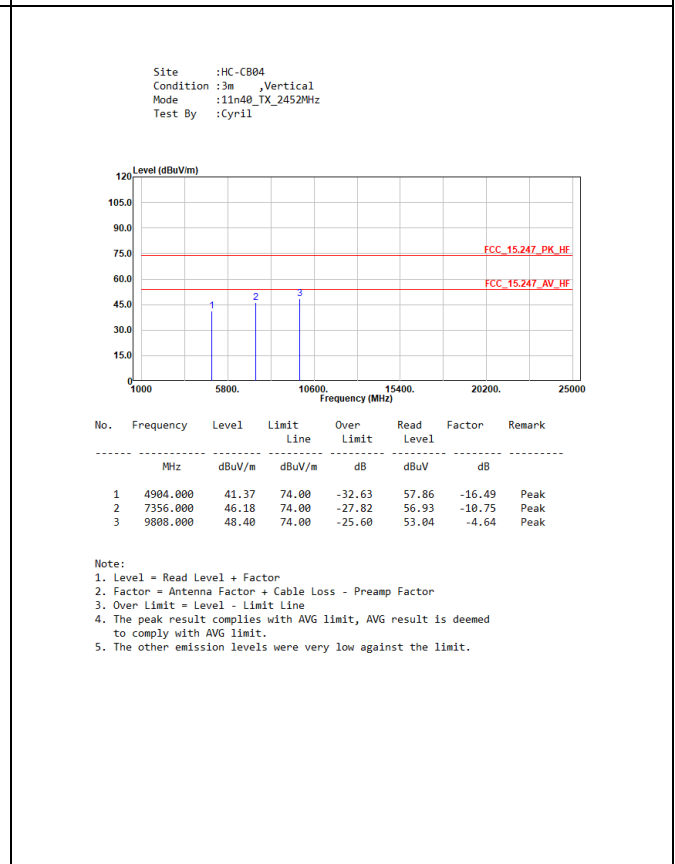 Site      :HC-CB04
Condition :3m    ,Vertical
Mode      :11n40_TX_2452MHz
Test By   :Cyril
Level (dBuV/m)
120
105.0
90.0
75.0
60.0
45.0
30.0
15.0
0
FCC_15.247_PK_HF
FCC_15.247_AV_HF
1
2
3
1000 5800. 10600. 15400. 20200. 25000
Frequency (MHz)
No. Frequency Level Limit Over Read Factor Remark
Line Limit Level
------ ----------- -------- --------- --------- --------- -------- ---------
MHz dBuV/m dBuV/m dB dBuV dB
1 4904.000 41.37 74.00 -32.63 57.86 -16.49 Peak
2 7356.000 46.18 74.00 -27.82 56.93 -10.75 Peak
3 9808.000 48.40 74.00 -25.60 53.04 -4.64 Peak
Note:
1. Level = Read Level + Factor
2. Factor = Antenna Factor + Cable Loss - Preamp Factor
3. Over Limit = Level - Limit Line
4. The peak result complies with AVG limit, AVG result is deemed
to comply with AVG limit.
5. The other emission levels were very low against the limit.